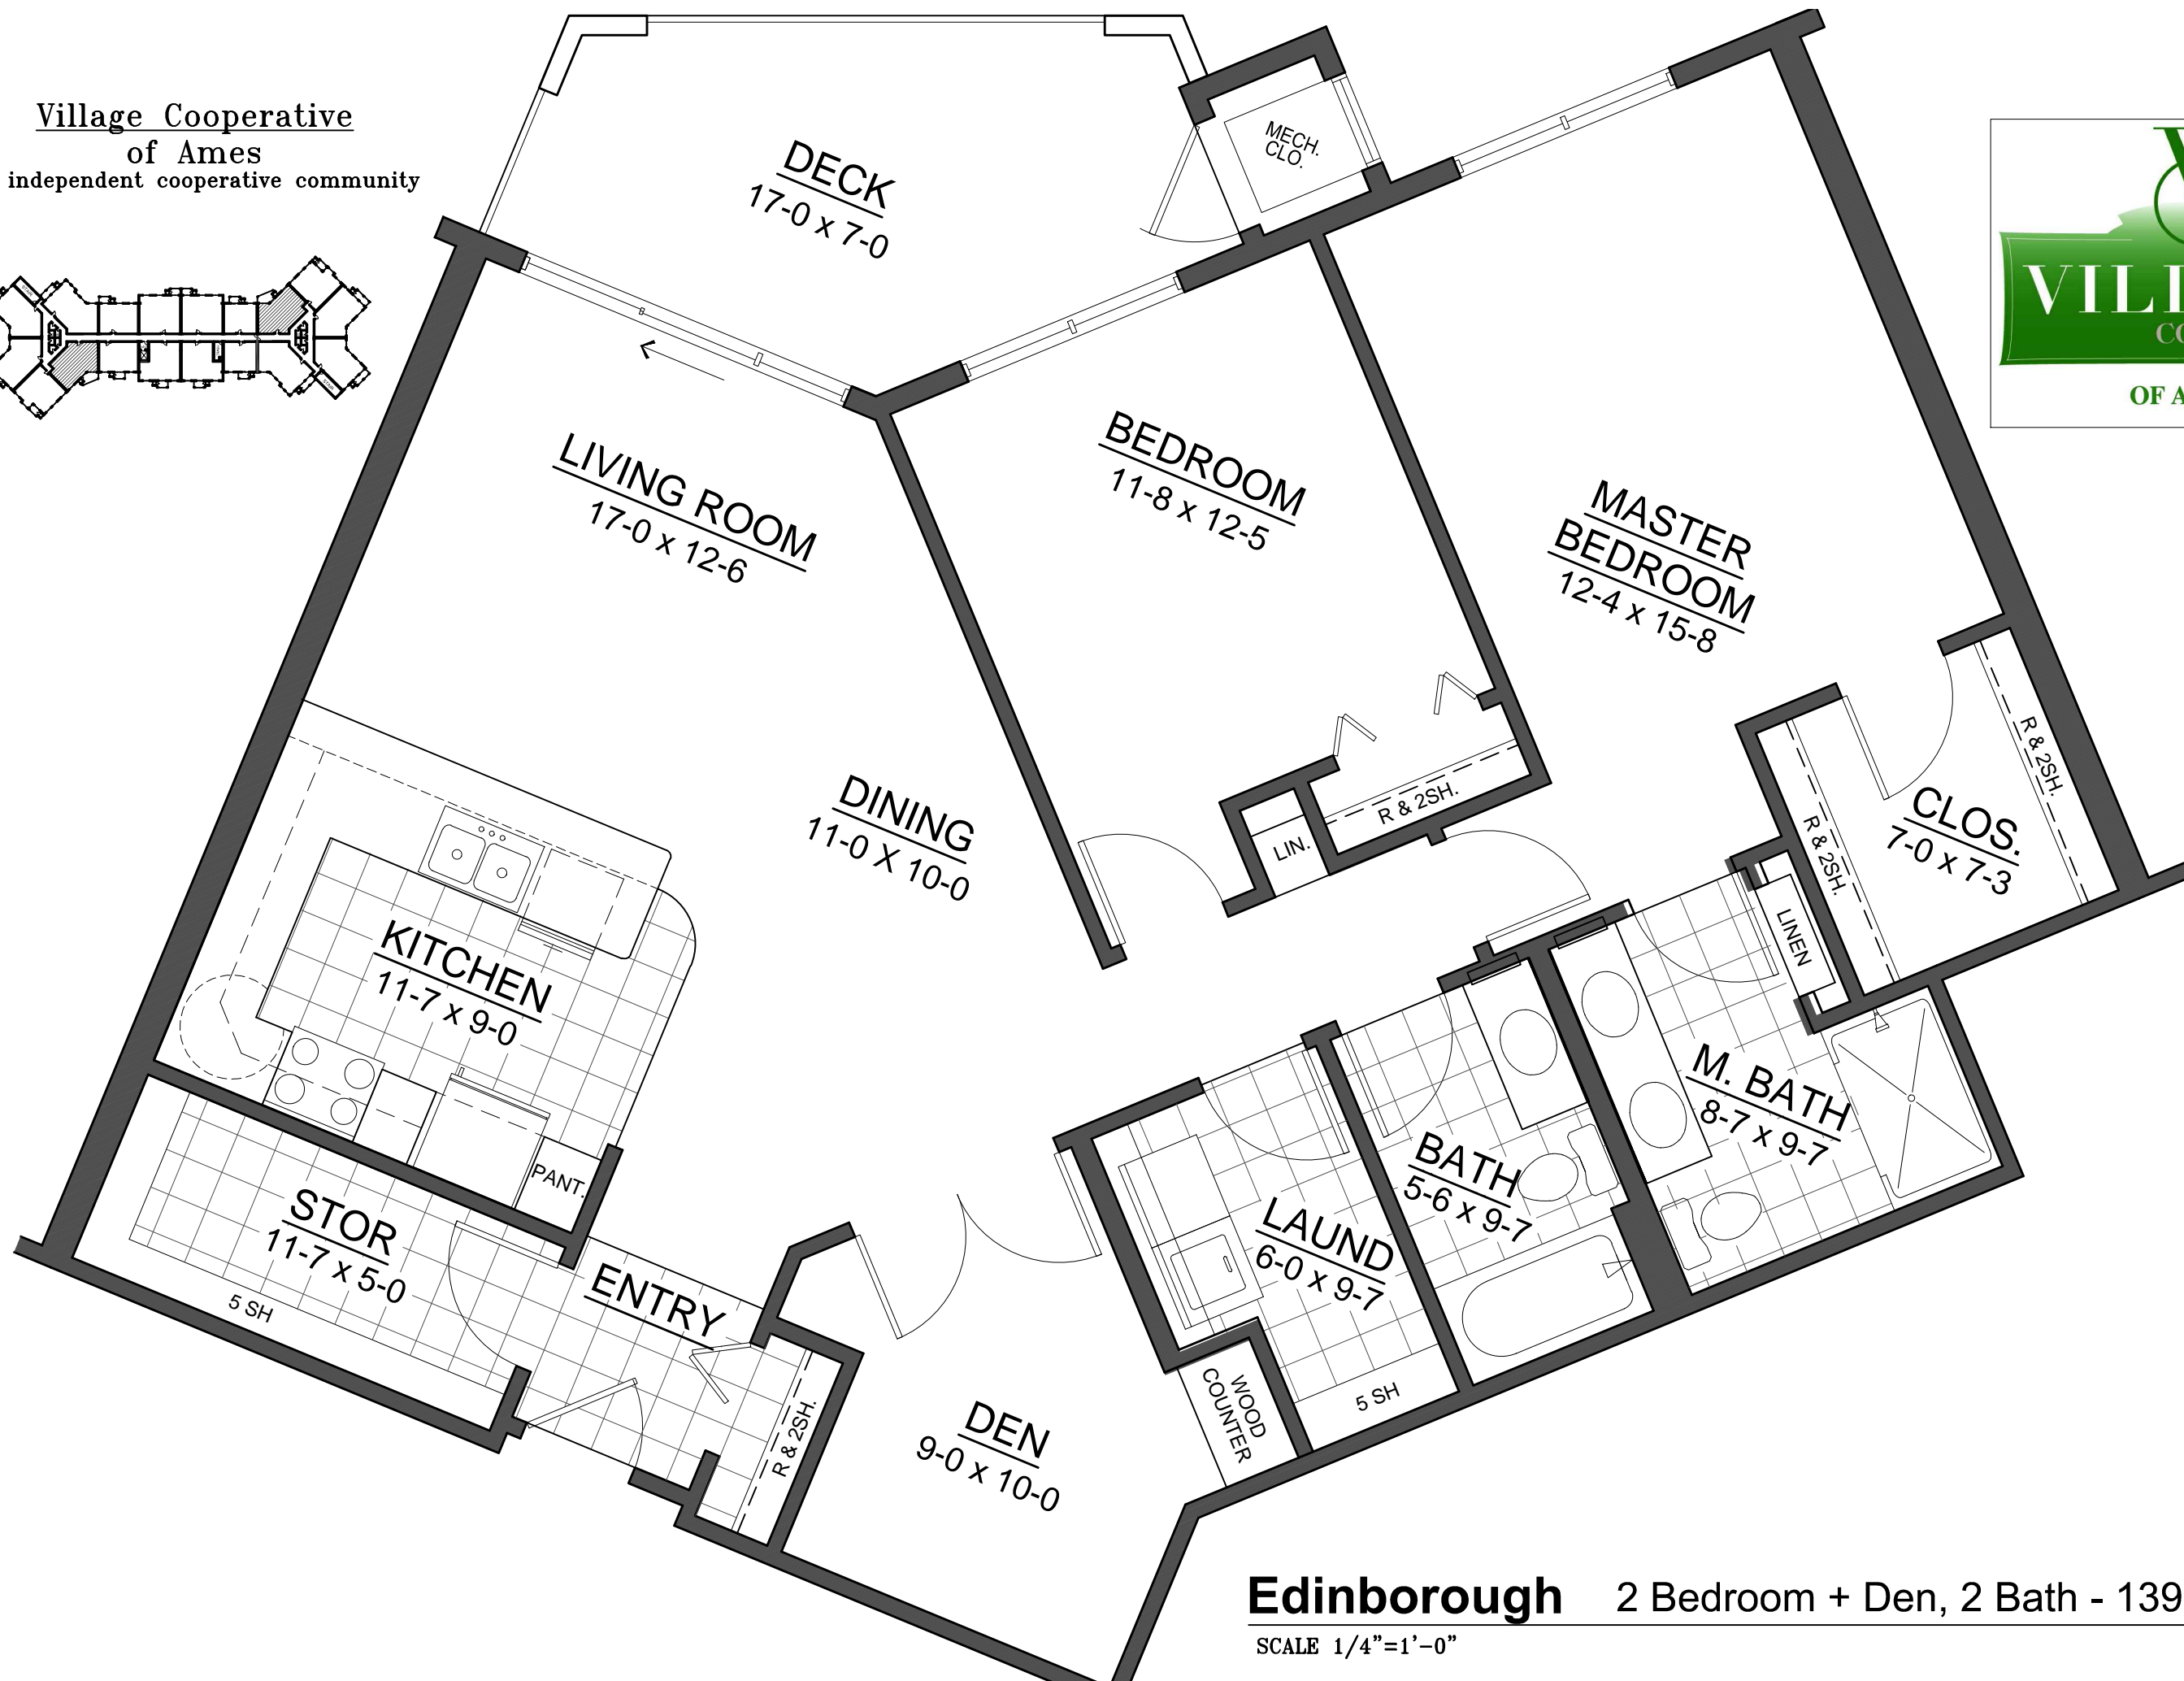 Village Cooperative
of Ames
independent cooperative community
DECK
17-0 x 7-0
MECH.
CLO.
VILL
CO
OF A
LIVING ROOM
17-0 x 12-6
BEDROOM
11-8 x 12-5
MASTER
BEDROOM
12-4 x 15-8
R & 2SH.
LIN.
DINING
11-0 X 10-0
R & 2SH.
CLOS.
7-0 x 7-3
R & 2SH.
LINEN
KITCHEN
11-7 x 9-0
PANT.
M. BATH
8-7 x 9-7
BATH
5-6 x 9-7
LAUND
6-0 x 9-7
5 SH
STOR
11-7 x 5-0
5 SH
ENTRY
R & 2SH.
WOOD
COUNTER
DEN
9-0 x 10-0
Edinborough 2 Bedroom + Den, 2 Bath - 139
SCALE 1/4"=1'-0"